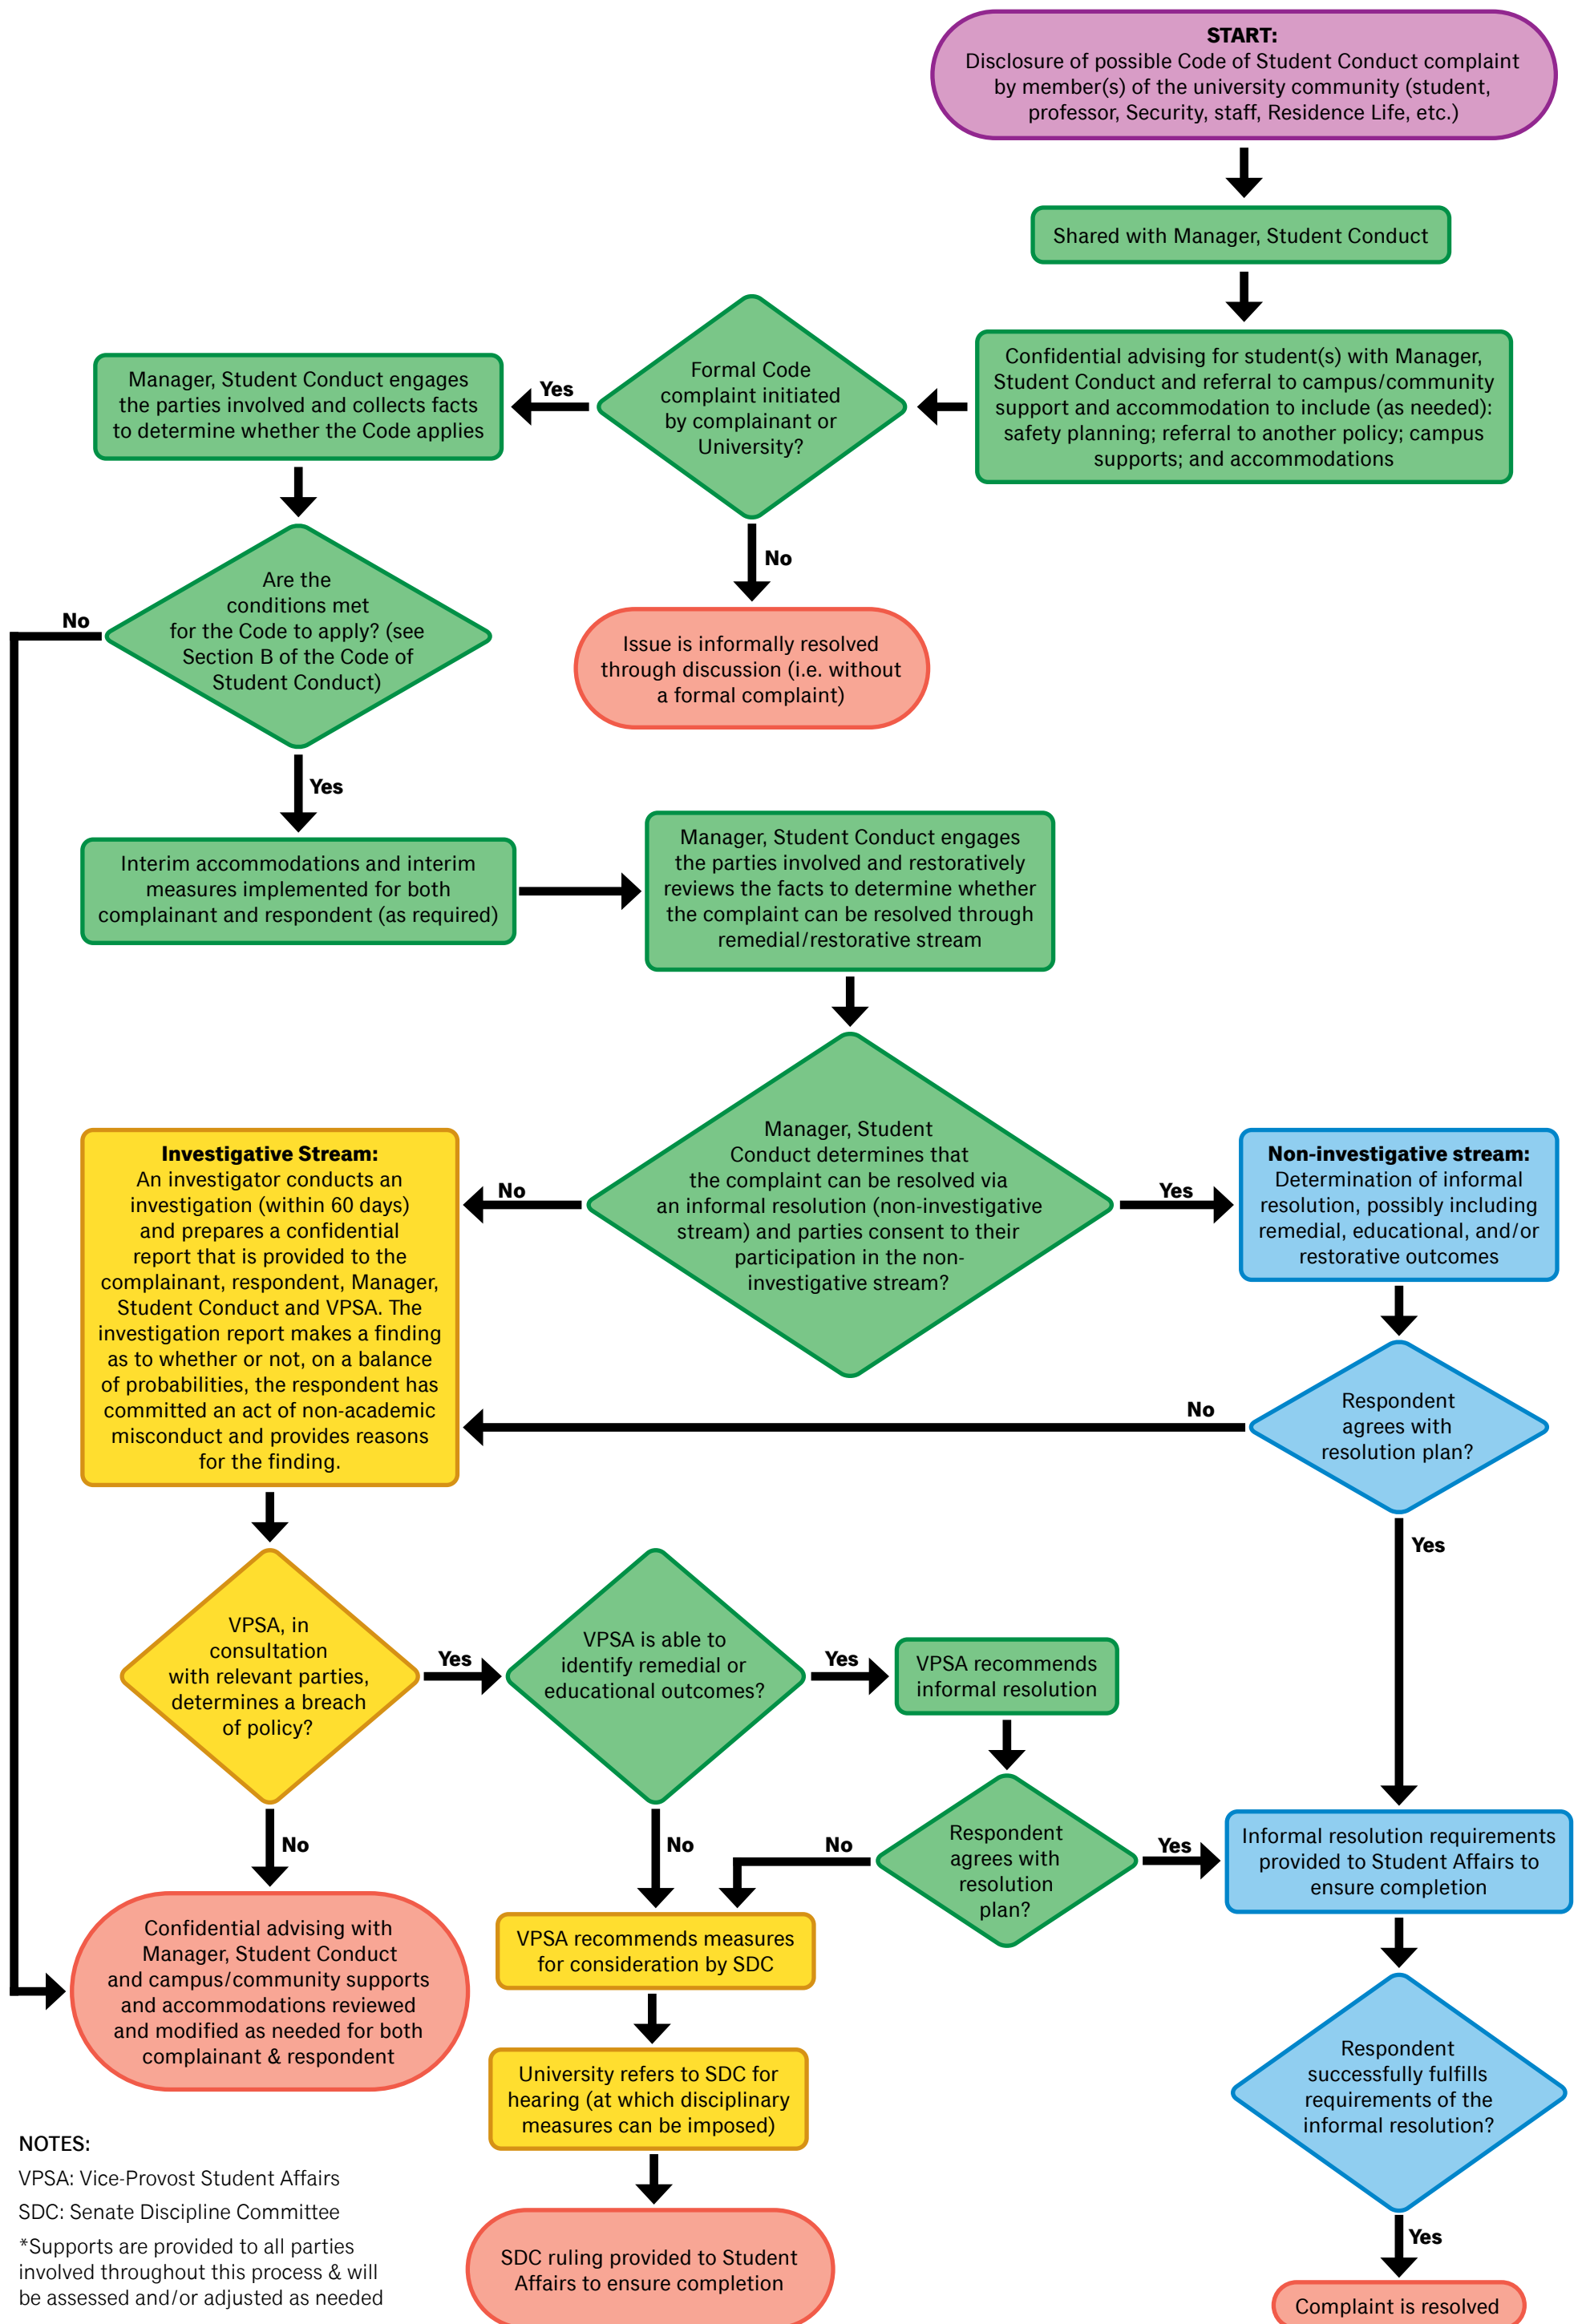 START:
Disclosure of possible Code of Student Conduct complaint
by member(s) of the university community (student,
professor, Security, staff, Residence Life, etc.)
Shared with Manager, Student Conduct
Confidential advising for student(s) with Manager,
Student Conduct and referral to campus/community
support and accommodation to include (as needed):
safety planning; referral to another policy; campus
supports; and accommodations
Formal Code
complaint initiated
by complainant or
University?
Yes
No
Manager, Student Conduct engages
the parties involved and collects facts
to determine whether the Code applies
Issue is informally resolved
through discussion (i.e. without
a formal complaint)
Are the
conditions met
for the Code to apply? (see
Section B of the Code of
Student Conduct)
No
Yes
Interim accommodations and interim
measures implemented for both
complainant and respondent (as required)
Manager, Student Conduct engages
the parties involved and restoratively
reviews the facts to determine whether
the complaint can be resolved through
remedial/restorative stream
Manager, Student
Conduct determines that
the complaint can be resolved via
an informal resolution (non-investigative
stream) and parties consent to their
participation in the non-
investigative stream?
No
Yes
Investigative Stream:
An investigator conducts an
investigation (within 60 days)
and prepares a confidential
report that is provided to the
complainant, respondent, Manager,
Student Conduct and VPSA. The
investigation report makes a finding
as to whether or not, on a balance
of probabilities, the respondent has
committed an act of non-academic
misconduct and provides reasons
for the finding.
Non-investigative stream:
Determination of informal
resolution, possibly including
remedial, educational, and/or
restorative outcomes
Respondent
agrees with
resolution plan?
No
Yes
VPSA, in
consultation
with relevant parties,
determines a breach
of policy?
Yes
No
VPSA is able to
identify remedial or
educational outcomes?
Yes
No
VPSA recommends
informal resolution
Respondent
agrees with
resolution
plan?
No
Yes
Informal resolution requirements
provided to Student Affairs to
ensure completion
Confidential advising with
Manager, Student Conduct
and campus/community supports
and accommodations reviewed
and modified as needed for both
complainant & respondent
VPSA recommends measures
for consideration by SDC
University refers to SDC for
hearing (at which disciplinary
measures can be imposed)
SDC ruling provided to Student
Affairs to ensure completion
Respondent
successfully fulfills
requirements of the
informal resolution?
Yes
Complaint is resolved
NOTES:
VPSA: Vice-Provost Student Affairs
SDC: Senate Discipline Committee
*Supports are provided to all parties
involved throughout this process & will
be assessed and/or adjusted as needed